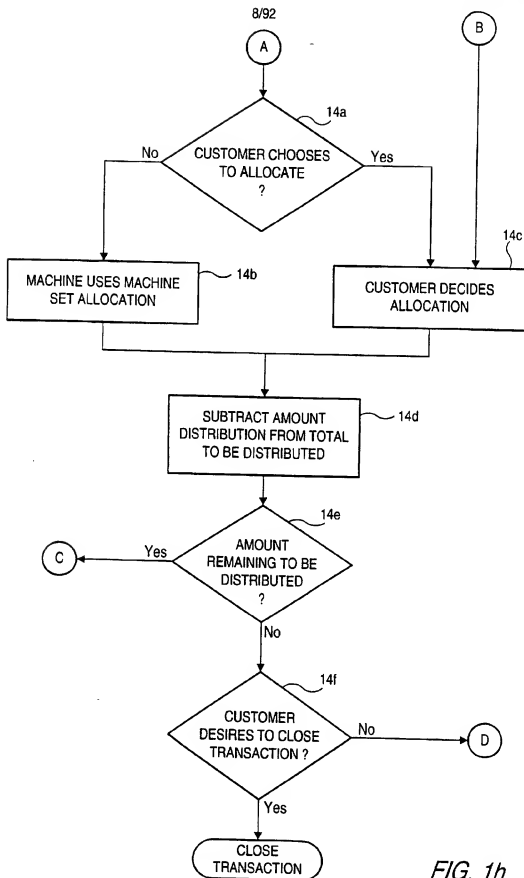 8/92
A
B
14a
CUSTOMER CHOOSES
TO ALLOCATE
?
No
Yes
14b
14c
MACHINE USES MACHINE
SET ALLOCATION
CUSTOMER DECIDES
ALLOCATION
SUBTRACT AMOUNT
DISTRIBUTION FROM TOTAL
TO BE DISTRIBUTED
14d
14e
AMOUNT
REMAINING TO BE
DISTRIBUTED
?
Yes
C
No
14f
CUSTOMER
DESIRES TO CLOSE
TRANSACTION ?
No
D
Yes
CLOSE
TRANSACTION
FIG. 1h